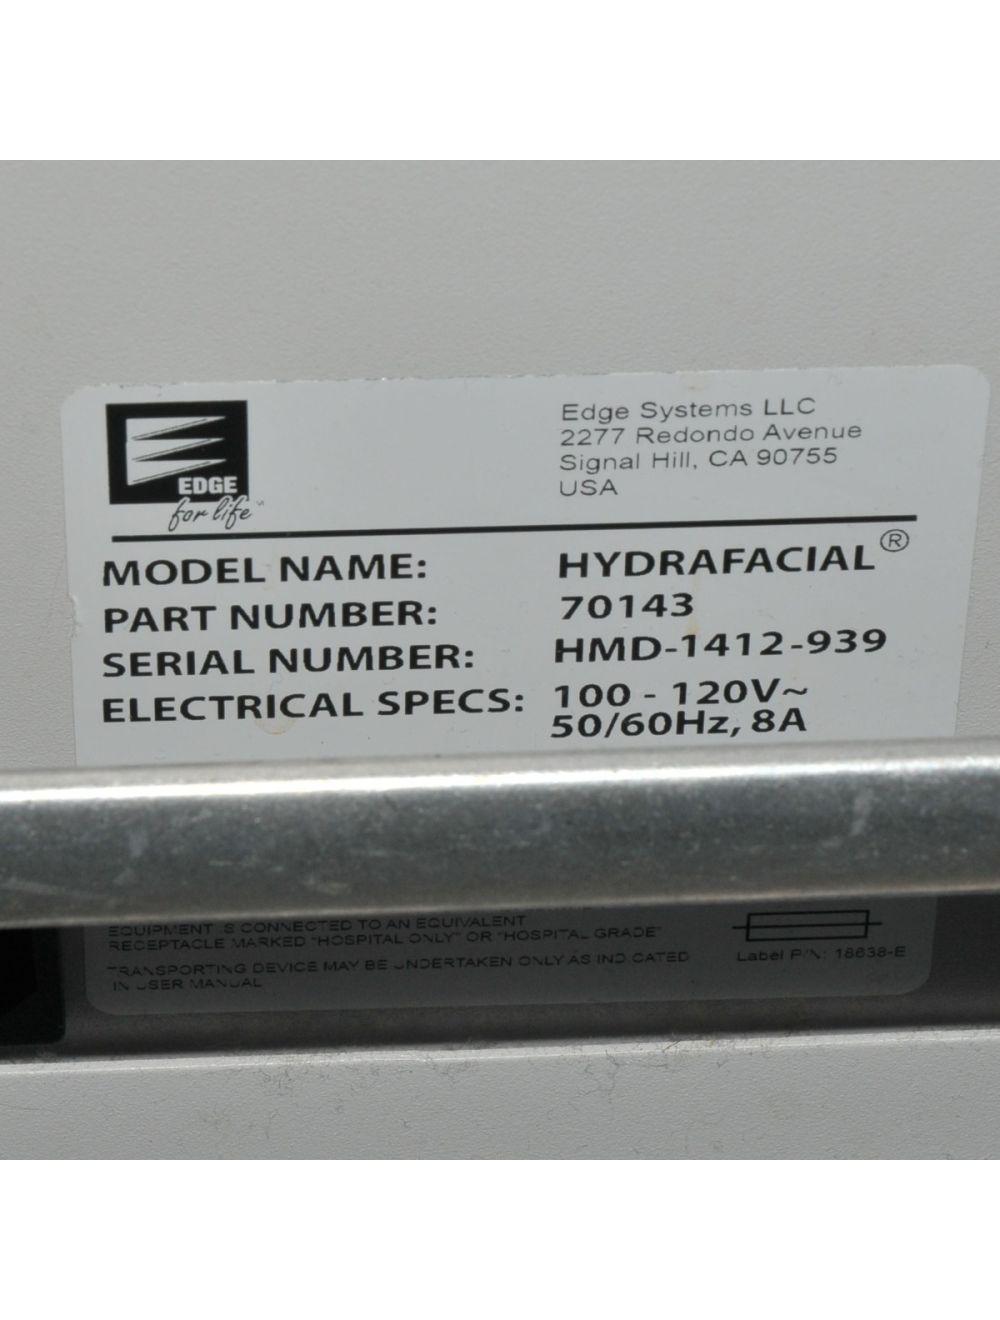 EDGE
for life™
Edge Systems LLC
2277 Redondo Avenue
Signal Hill, CA 90755
USA
MODEL NAME: HYDRAFACIAL®
PART NUMBER: 70143
SERIAL NUMBER: HMD-1412-939
ELECTRICAL SPECS: 100 - 120V~
50/60Hz, 8A
EQUIPMENT IS CONNECTED TO AN EQUIVALENT
RECEPTACLE MARKED "HOSPITAL ONLY" OR "HOSPITAL GRADE"
TRANSPORTING DEVICE MAY BE UNDERTAKEN ONLY AS INDICATED
IN USER MANUAL
Label P/N: 18638-E